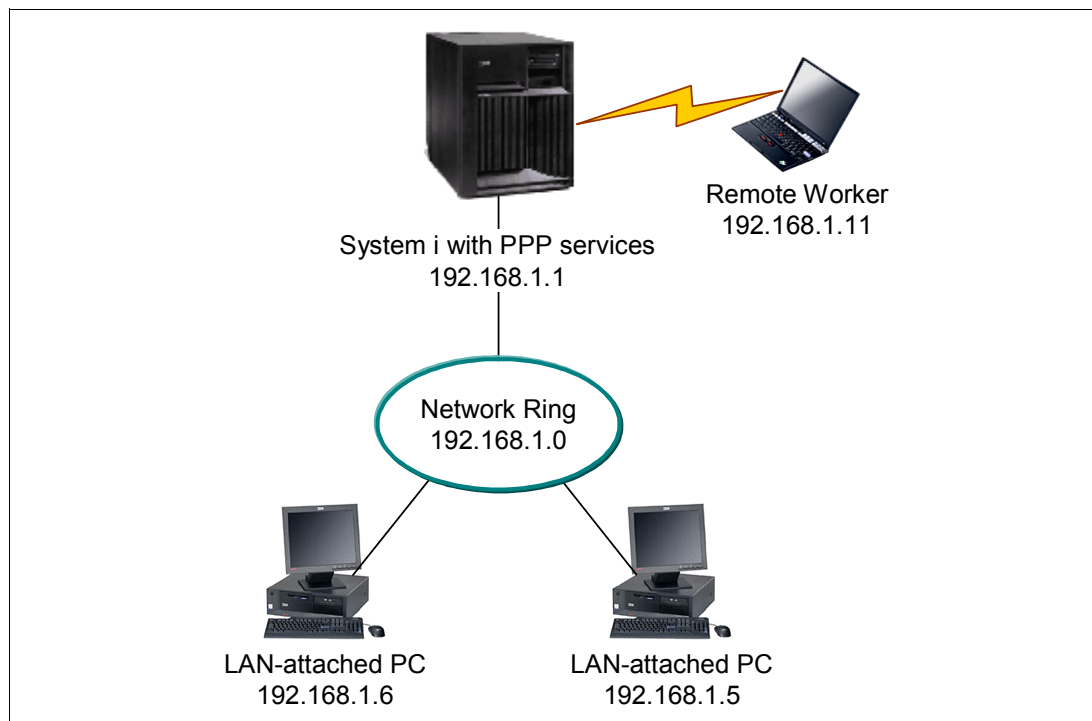 Remote Worker
192.168.1.11
System i with PPP services
192.168.1.1
Network Ring
192.168.1.0
LAN-attached PC
192.168.1.6
LAN-attached PC
192.168.1.5